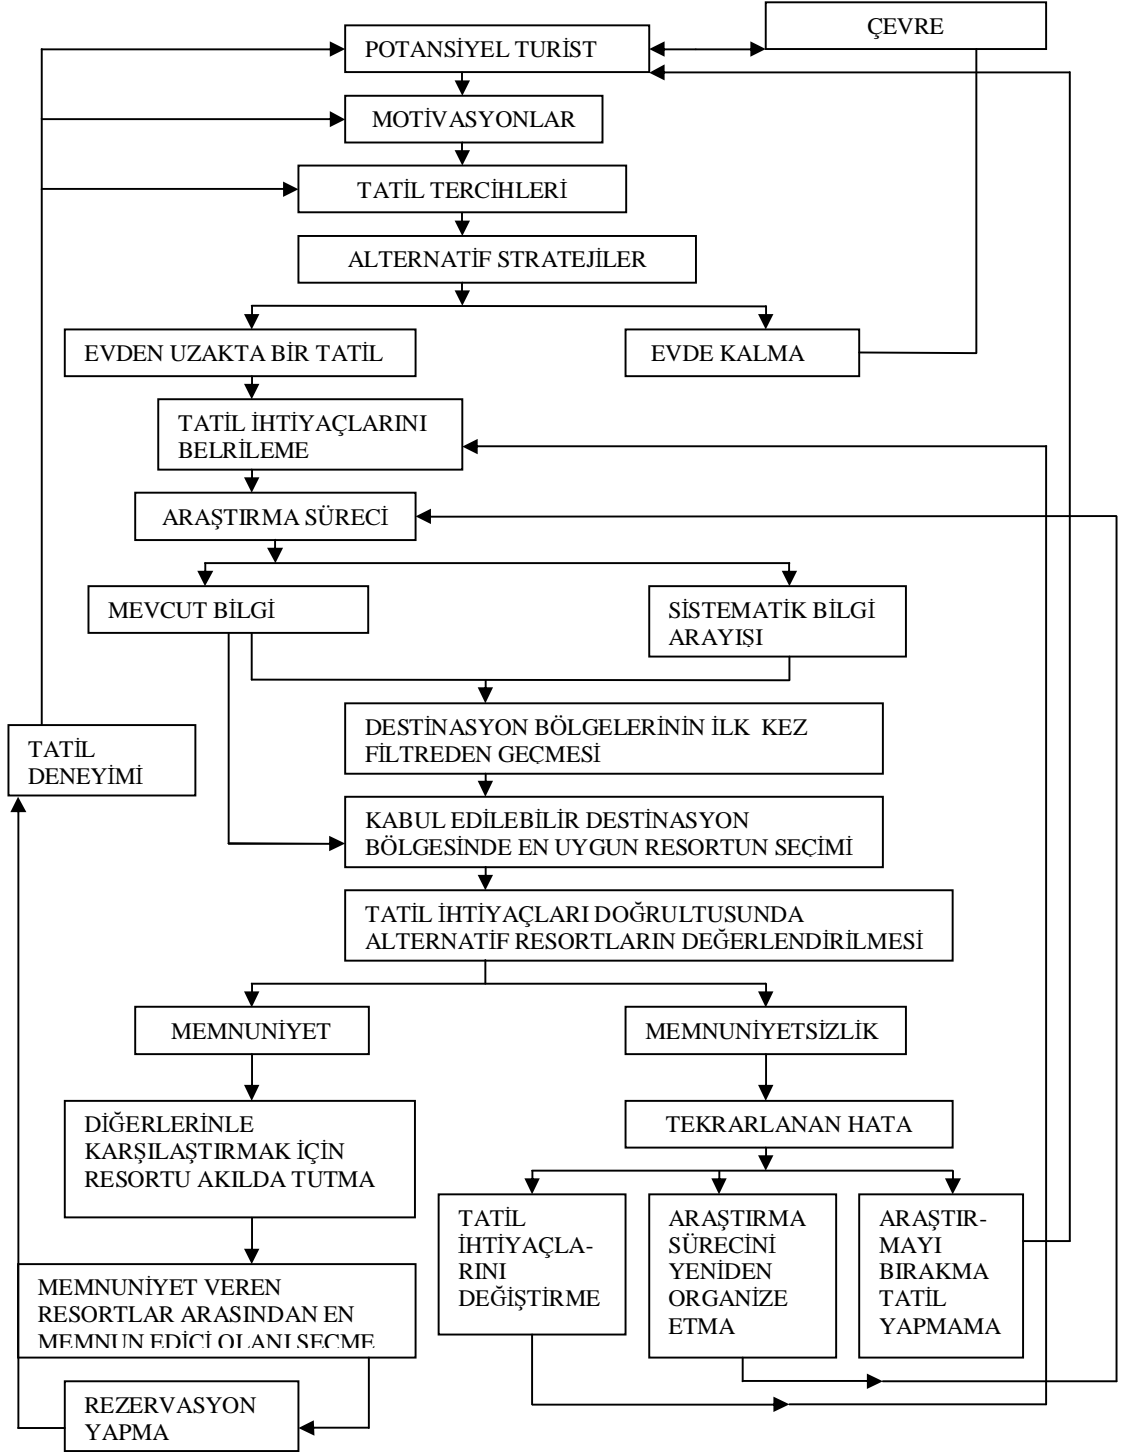 ÇEVRE
POTANSİYEL TURİST
MOTİVASYONLAR
TATİL TERCİHLERİ
ALTERNATİF STRATEJİLER
EVDEN UZAKTA BİR TATİL
EVDE KALMA
TATİL İHTİYAÇLARINI
BELRİLEME
ARAŞTIRMA SÜRECİ
MEVCUT BİLGİ
SİSTEMATİK BİLGİ
ARAYIŞI
DESTİNASYON BÖLGELERİNİN İLK KEZ
FİLTREDEN GEÇMESİ
TATİL
DENEYİMİ
KABUL EDİLEBİLİR DESTİNASYON
BÖLGESİNDE EN UYGUN RESORTUN SEÇİMİ
TATİL İHTİYAÇLARI DOĞRULTUSUNDA
ALTERNATİF RESORTLARIN DEĞERLENDİRİLMESİ
MEMNUNİYET
MEMNUNİYETSİZLİK
DİĞERLERİNLE
KARŞILAŞTIRMAK İÇİN
RESORTU AKILDA TUTMA
TEKRARLANAN HATA
TATİL
İHTİYAÇLA-
RINI
DEĞİŞTİRME
ARAŞTIRMA
SÜRECİNİ
YENİDEN
ORGANİZE
ETMA
ARAŞTIR-
MAYI
BIRAKMA
TATİL
YAPMAMA
MEMNUNİYET VEREN
RESORTLAR ARASINDAN EN
MEMNUN EDİCİ OLANI SEÇME
REZERVASYON
YAPMA